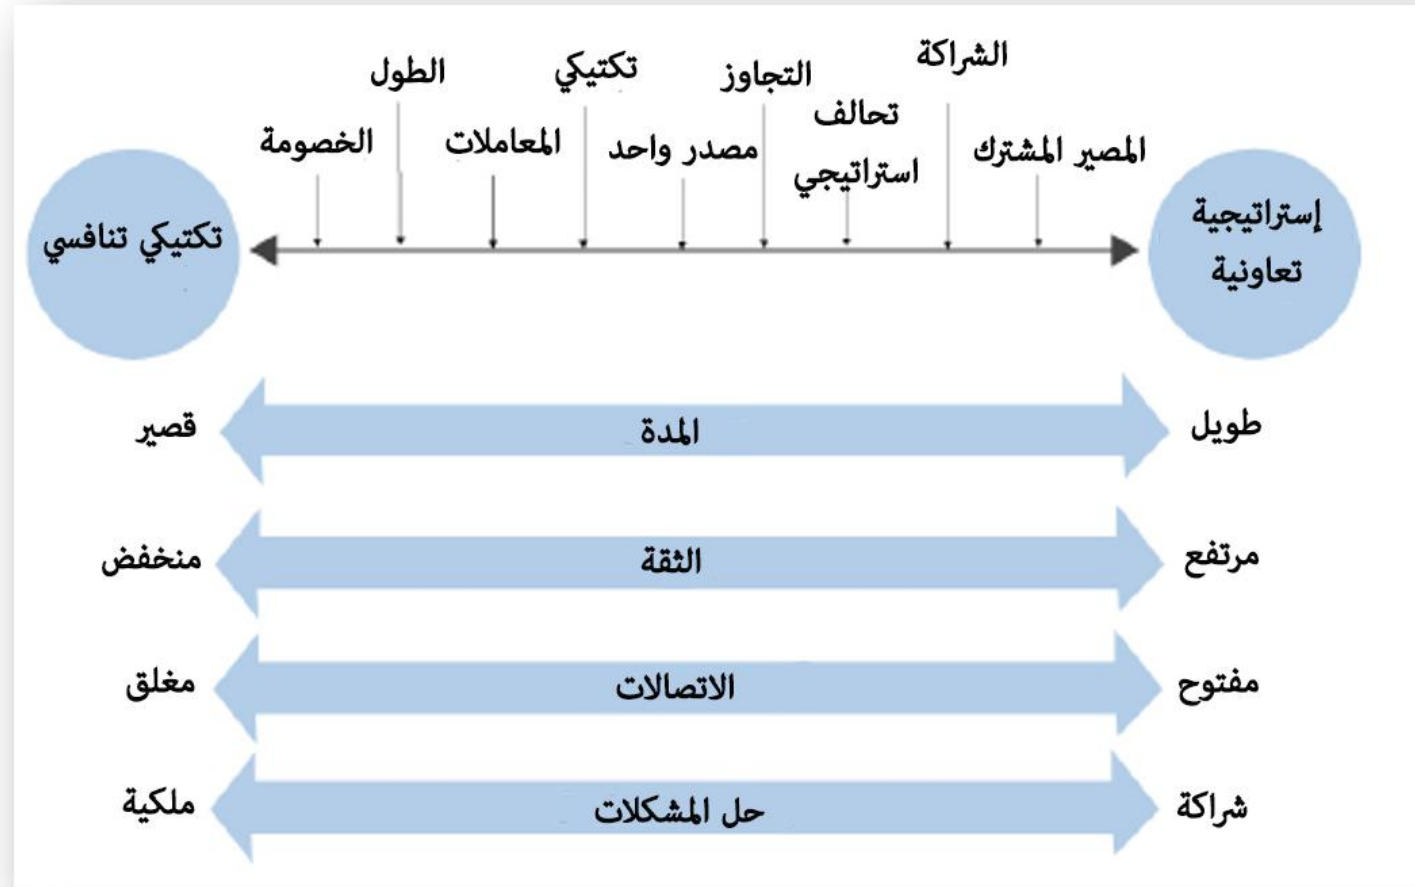 الشراكة
التجاوز
تكتيكي
الطول
تحالف
استراتيجي
المصير المشترك
مصدر واحد
المعاملات
الخصومة
إستراتيجية
تعاونية
تكتيكي تنافسي
طويل
المدة
قصير
مرتفع
الثقة
منخفض
مفتوح
الاتصالات
مغلق
شراكة
حل المشكلات
ملكية